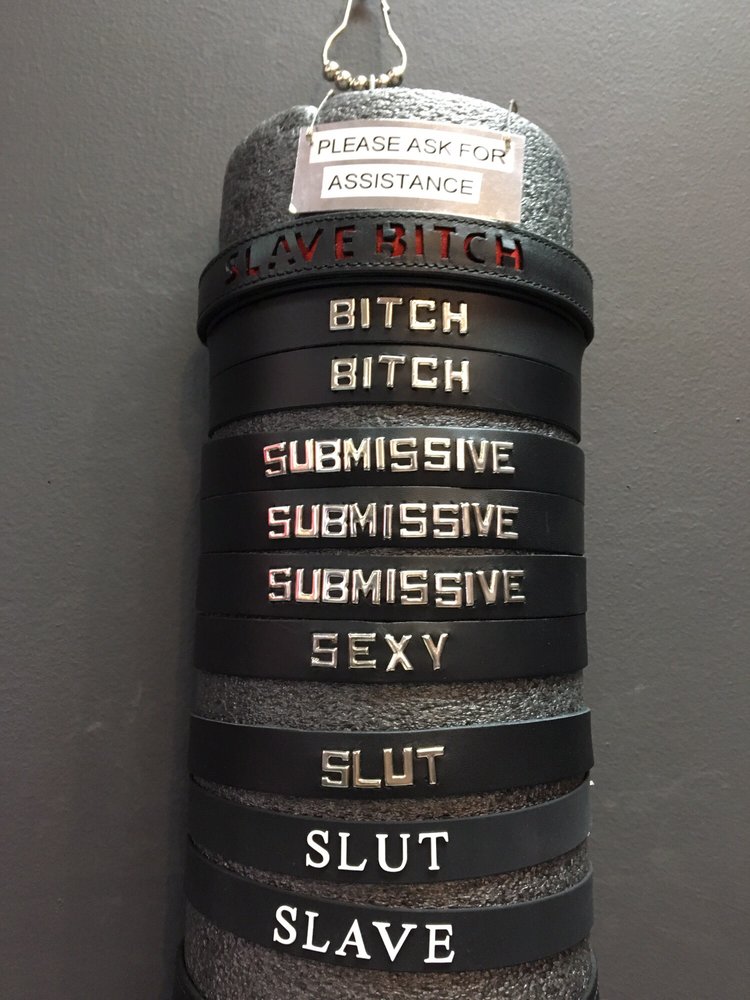 PLEASE ASK FOR
ASSISTANCE
SLAVE BITCH
BITCH
BITCH
SUBMISSIVE
SUBMISSIVE
SUBMISSIVE
SEXY
SLUT
SLUT
SLAVE